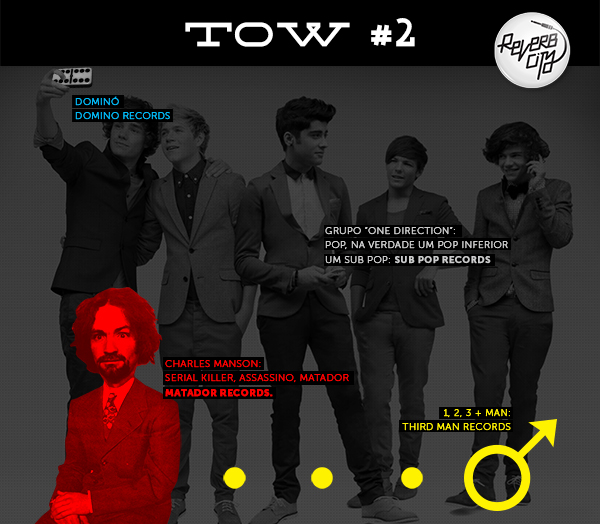 TOW #2
REVERB
CITY
DOMINÓ
DOMINO RECORDS
GRUPO “ONE DIRECTION”:
POP, NA VERDADE UM POP INFERIOR
UM SUB POP: SUB POP RECORDS
CHARLES MANSON:
SERIAL KILLER, ASSASSINO, MATADOR
MATADOR RECORDS.
1, 2, 3 + MAN:
THIRD MAN RECORDS